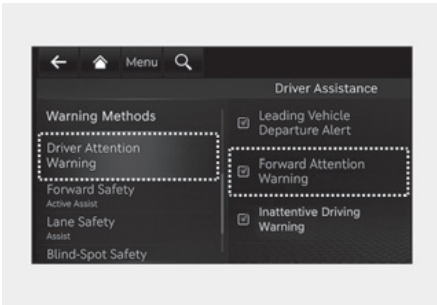 Menu
Driver Assistance
Warning Methods
Driver Attention
Warning
Forward Safety
Active Assist
Lane Safety
Assist
Blind-Spot Safety
Leading Vehicle
Departure Alert
Forward Attention
Warning
Inattentive Driving
Warning